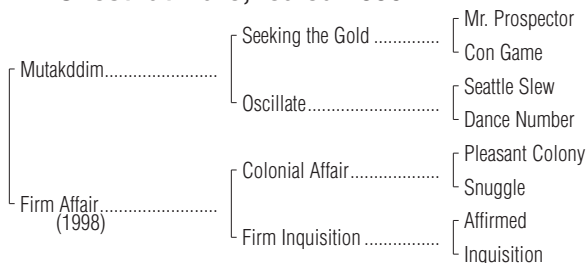 Mr. Prospector
Seeking the Gold ..............
Con Game
Mutakddim........................
Seattle Slew
Oscillate............................
Dance Number
Pleasant Colony
Colonial Affair...................
Snuggle
Firm Affair.........................
(1998)
Affirmed
Firm Inquisition ................
Inquisition